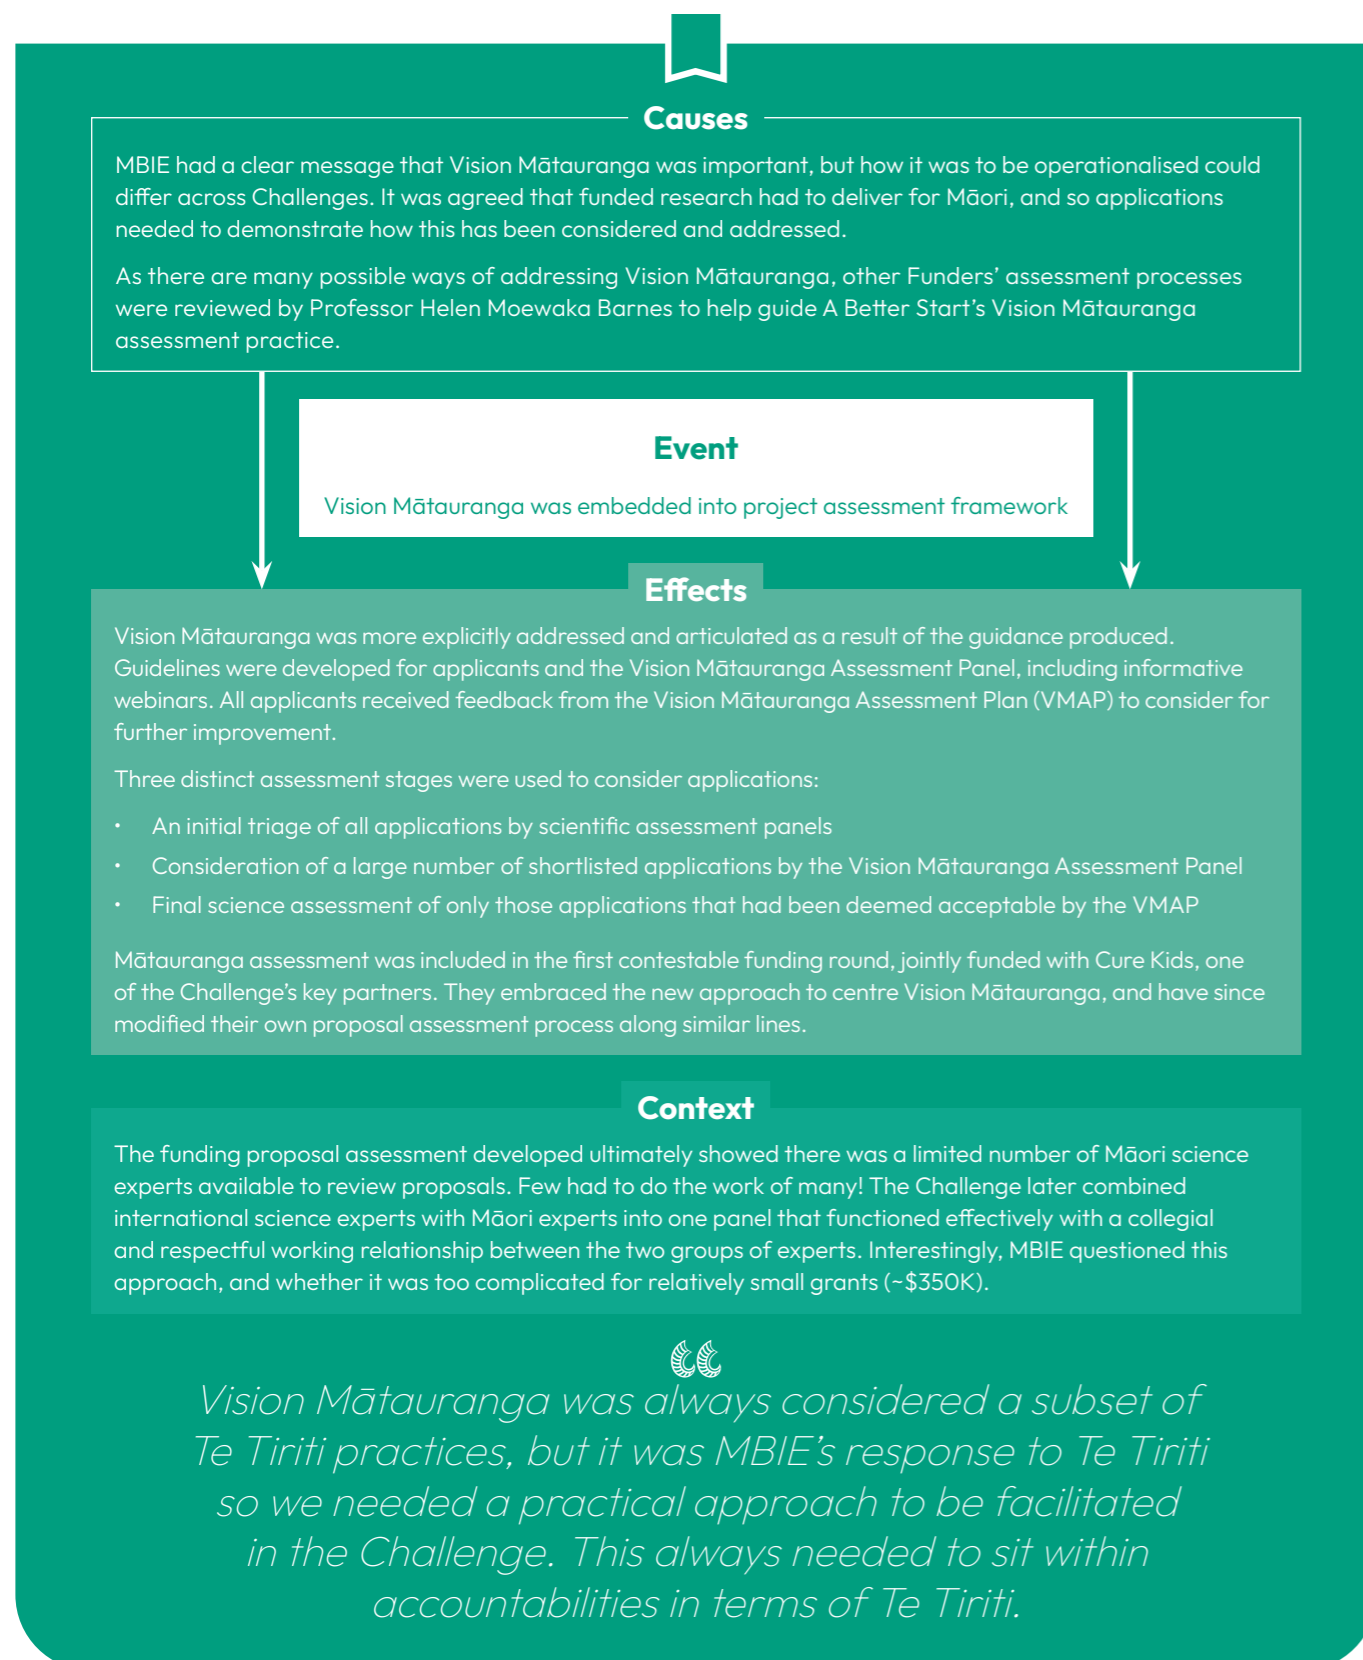 Causes
MBIE had a clear message that Vision Mātauranga was important, but how it was to be operationalised could
differ across Challenges. It was agreed that funded research had to deliver for Māori, and so applications
needed to demonstrate how this has been considered and addressed.
As there are many possible ways of addressing Vision Mātauranga, other Funders’ assessment processes
were reviewed by Professor Helen Moewaka Barnes to help guide A Better Start’s Vision Mātauranga
assessment practice.
Event
Vision Mātauranga was embedded into project assessment framework
Effects
Vision Mātauranga was more explicitly addressed and articulated as a result of the guidance produced.
Guidelines were developed for applicants and the Vision Mātauranga Assessment Panel, including informative
webinars. All applicants received feedback from the Vision Mātauranga Assessment Plan (VMAP) to consider for
further improvement.
Three distinct assessment stages were used to consider applications:
• An initial triage of all applications by scientific assessment panels
• Consideration of a large number of shortlisted applications by the Vision Mātauranga Assessment Panel
• Final science assessment of only those applications that had been deemed acceptable by the VMAP
Mātauranga assessment was included in the first contestable funding round, jointly funded with Cure Kids, one
of the Challenge’s key partners. They embraced the new approach to centre Vision Mātauranga, and have since
modified their own proposal assessment process along similar lines.
Context
The funding proposal assessment developed ultimately showed there was a limited number of Māori science
experts available to review proposals. Few had to do the work of many! The Challenge later combined
international science experts with Māori experts into one panel that functioned effectively with a collegial
and respectful working relationship between the two groups of experts. Interestingly, MBIE questioned this
approach, and whether it was too complicated for relatively small grants (~$350K).
“
Vision Mātauranga was always considered a subset of
Te Tiriti practices, but it was MBIE’s response to Te Tiriti
so we needed a practical approach to be facilitated
in the Challenge. This always needed to sit within
accountabilities in terms of Te Tiriti.